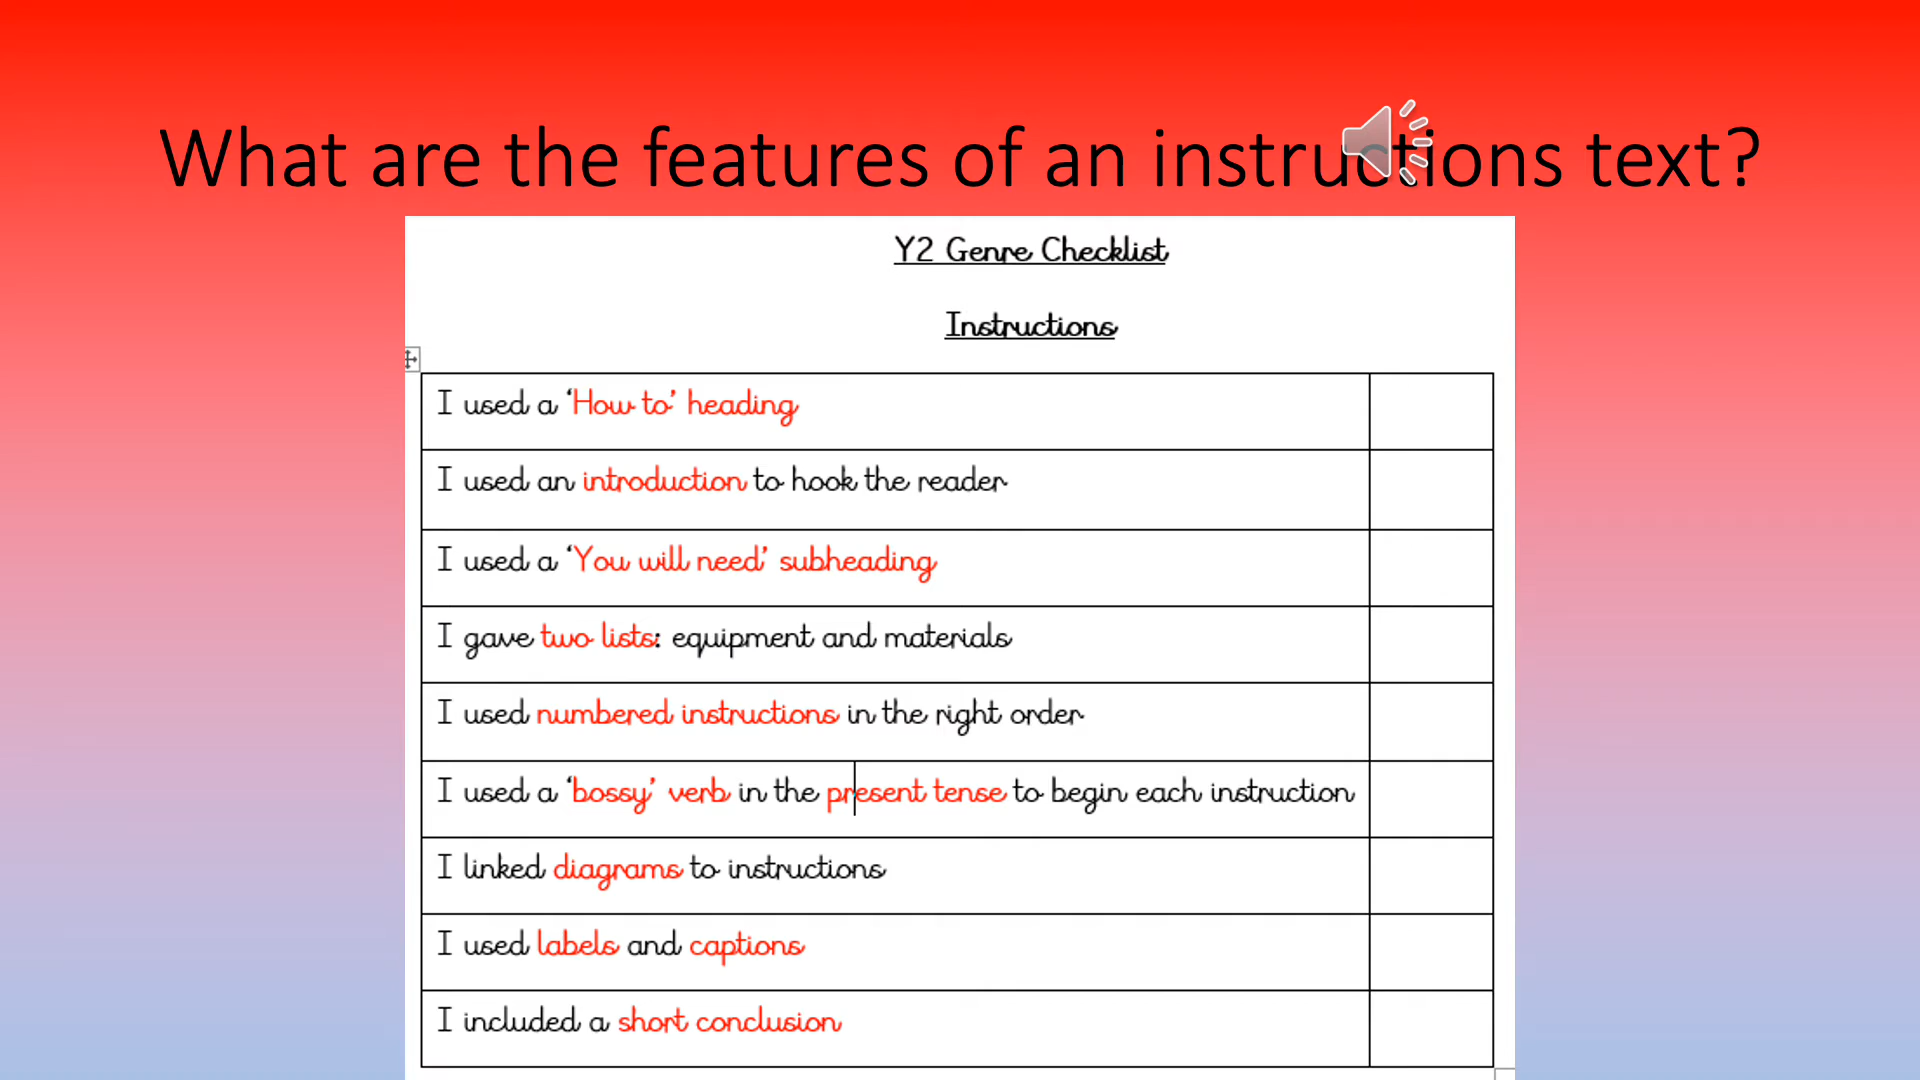 What are the features of an instructions text?
Y2 Genre Checklist
Instructions
I used a ‘How to’ heading
I used an introduction to hook the reader
I used a ‘You will need’ subheading
I gave two lists: equipment and materials
I used numbered instructions in the right order
I used a ‘bossy’ verb in the present tense to begin each instruction
I linked diagrams to instructions
I used labels and captions
I included a short conclusion